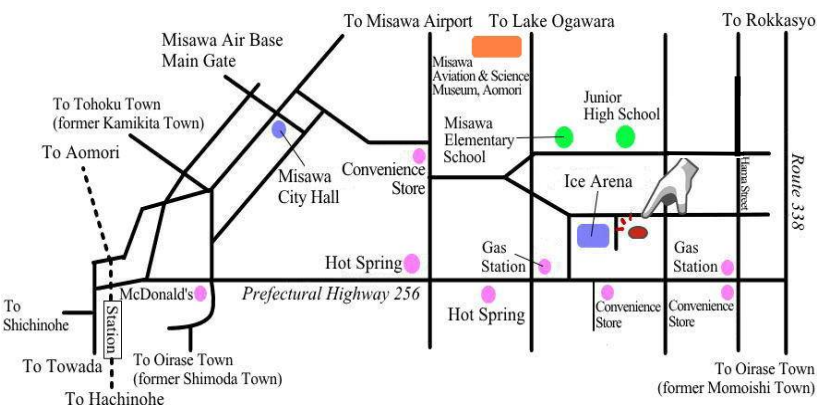 To Misawa Airport
To Lake Ogawara
To Rokkasyo
Misawa Air Base
Main Gate
Misawa
Aviation & Science
Museum, Aomori
To Tohoku Town
(former Kamikita Town)
Junior
High School
Misawa
Elementary
School
To Aomori
Misawa
City Hall
Convenience
Store
Ice Arena
Hama Street
Route 338
Hot Spring
Gas
Station
Gas
Station
McDonald's
Prefectural Highway 256
Hot Spring
Convenience
Store
Convenience
Store
To
Shichinohe
Station
To Towada
To Oirase Town
(former Shimoda Town)
To Hachinohe
To Oirase Town
(former Momoishi Town)